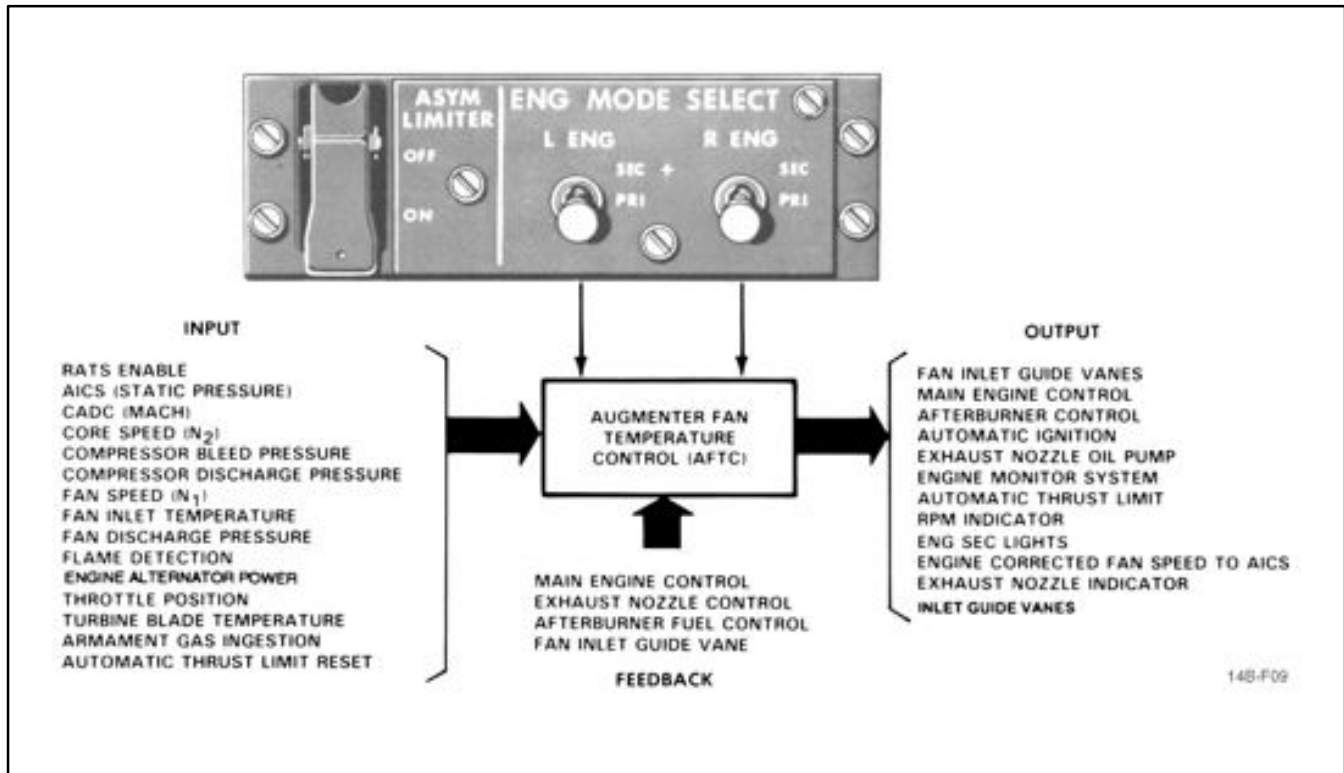 ASYM
LIMITER
OFF
ON
ENG MODE SELECT
L ENG
R ENG
SEC +
SEC
PRI
PRI
INPUT
RATS ENABLE
AICS (STATIC PRESSURE)
CADC (MACH)
CORE SPEED (N2)
COMPRESSOR BLEED PRESSURE
COMPRESSOR DISCHARGE PRESSURE
FAN SPEED (N1)
FAN INLET TEMPERATURE
FAN DISCHARGE PRESSURE
FLAME DETECTION
ENGINE ALTERNATOR POWER
THROTTLE POSITION
TURBINE BLADE TEMPERATURE
ARMAMENT GAS INGESTION
AUTOMATIC THRUST LIMIT RESET
AUGMENTER FAN
TEMPERATURE
CONTROL (AFTC)
MAIN ENGINE CONTROL
EXHAUST NOZZLE CONTROL
AFTERBURNER FUEL CONTROL
FAN INLET GUIDE VANE
FEEDBACK
OUTPUT
FAN INLET GUIDE VANES
MAIN ENGINE CONTROL
AFTERBURNER CONTROL
AUTOMATIC IGNITION
EXHAUST NOZZLE OIL PUMP
ENGINE MONITOR SYSTEM
AUTOMATIC THRUST LIMIT
RPM INDICATOR
ENG SEC LIGHTS
ENGINE CORRECTED FAN SPEED TO AICS
EXHAUST NOZZLE INDICATOR
INLET GUIDE VANES
14B-F09